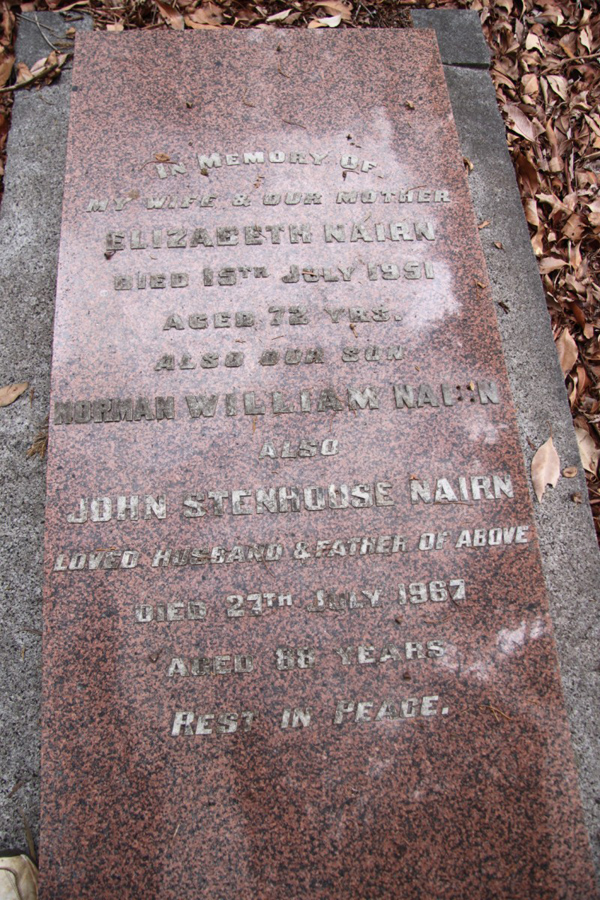 In Memory Of
My Wife & Our Mother
Elizabeth Nairn
Died 15th July 1951
Aged 72 Yrs.
Also Our Son
Norman William Nairn
Also
John Stenhouse Nairn
Loved Husband & Father Of Above
Died 27th July 1967
Aged 88 Years
Rest in Peace.